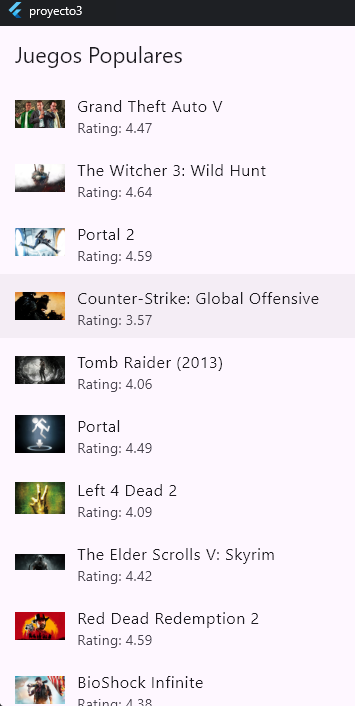 proyecto3
Juegos Populares
Grand Theft Auto V
Rating: 4.47
The Witcher 3: Wild Hunt
Rating: 4.64
Portal 2
Rating: 4.59
Counter-Strike: Global Offensive
Rating: 3.57
Tomb Raider (2013)
Rating: 4.06
Portal
Rating: 4.49
Left 4 Dead 2
Rating: 4.09
The Elder Scrolls V: Skyrim
Rating: 4.42
Red Dead Redemption 2
Rating: 4.59
BioShock Infinite
Rating: 4.38